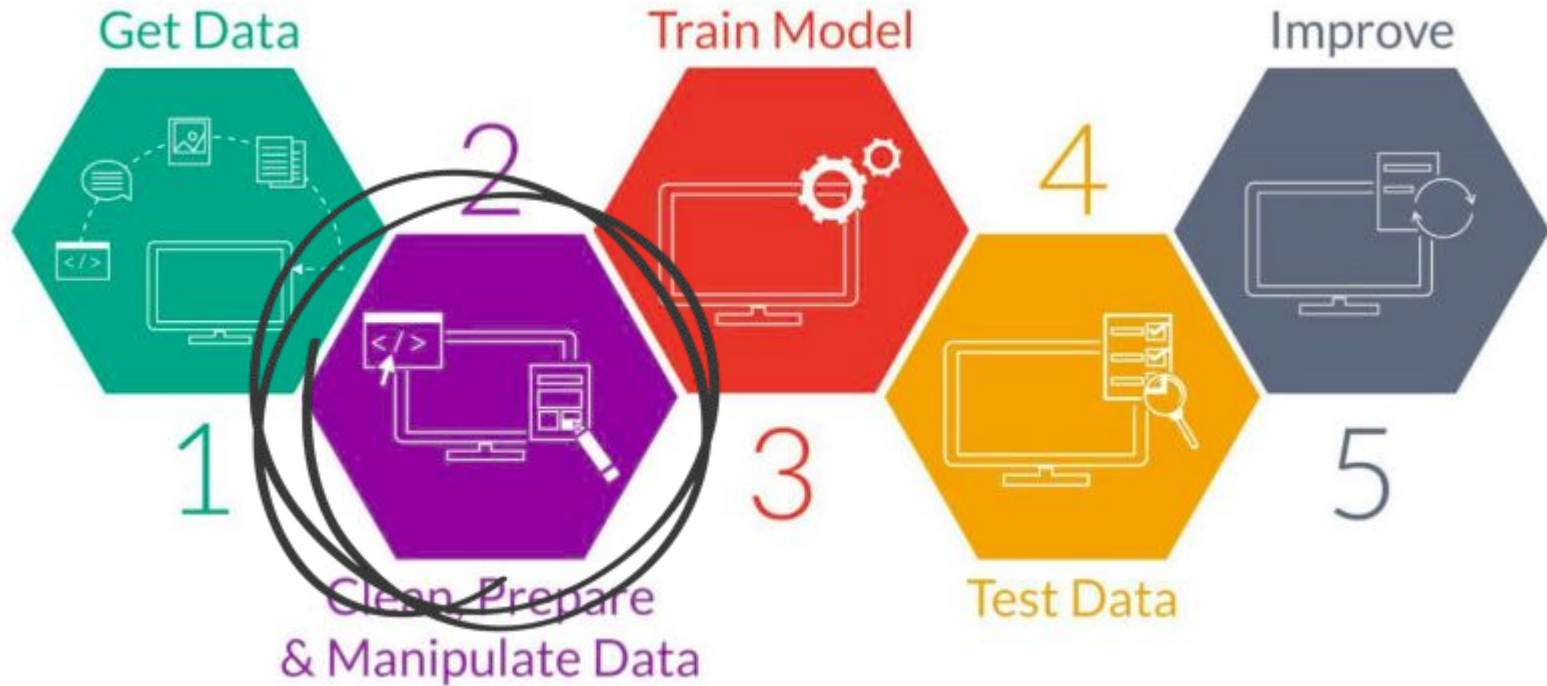 Get Data
Train Model
Improve
2
4
</>
</>
1
3
5
Clean, Prepare
& Manipulate Data
Test Data